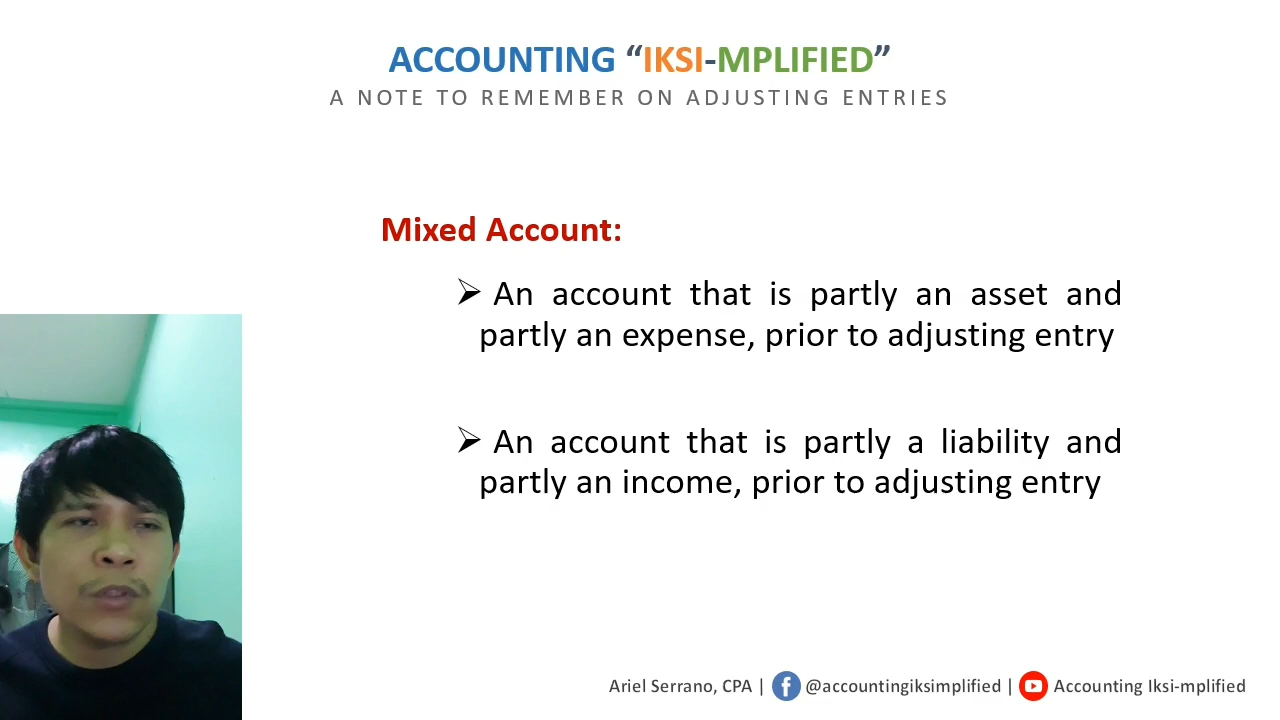 ACCOUNTING “IKSI-MPLIFIED”
A NOTE TO REMEMBER ON ADJUSTING ENTRIES
Mixed Account:
➢ An account that is partly an asset and
partly an expense, prior to adjusting entry
➢ An account that is partly a liability and
partly an income, prior to adjusting entry
Ariel Serrano, CPA | @accountingiksimplified | Accounting Iksi-mplified